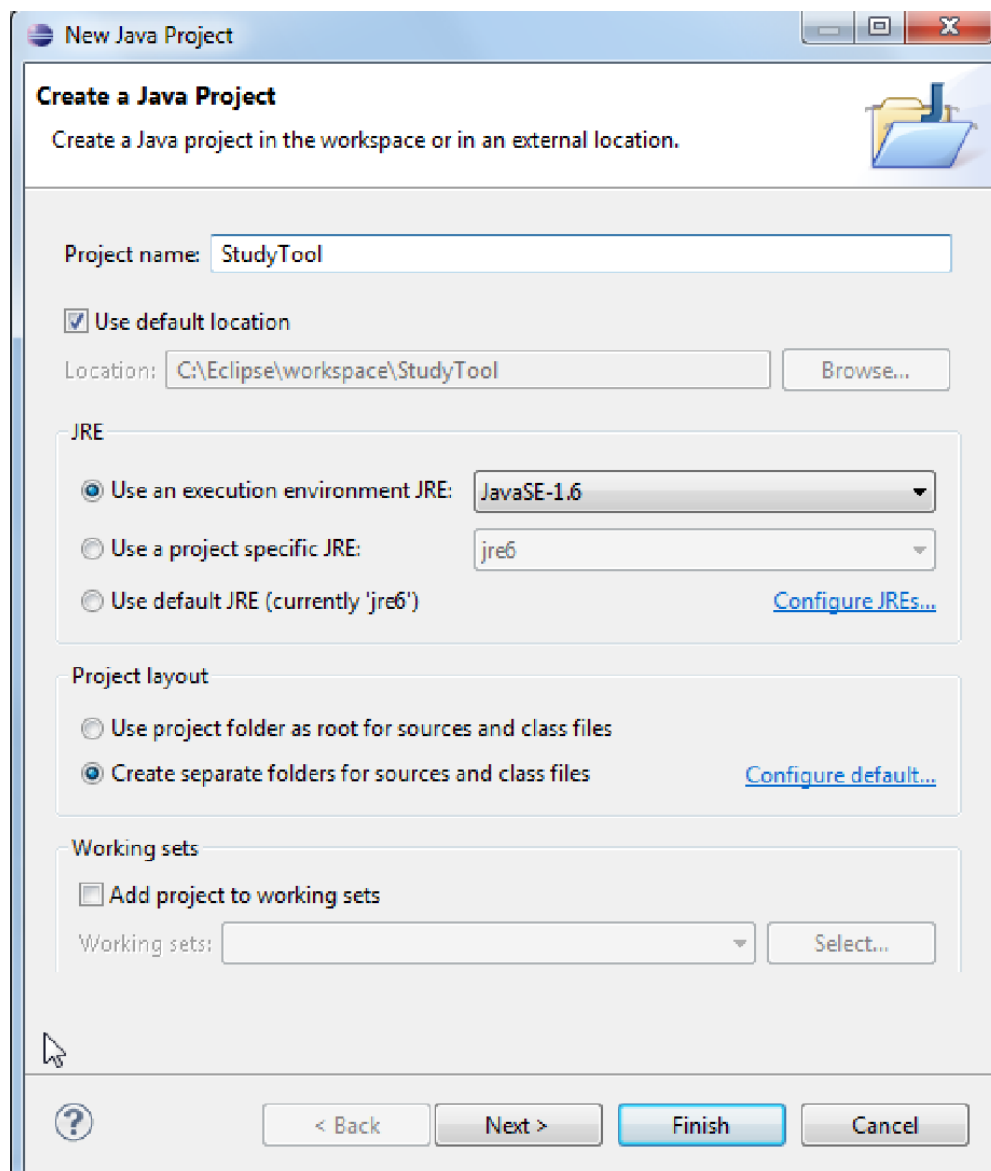 New Java Project
Create a Java Project
Create a Java project in the workspace or in an external location.
Project name: StudyTool
Use default location
Location: C:\Eclipse\workspace\StudyTool Browse...
JRE
Use an execution environment JRE: JavaSE-1.6
Use a project specific JRE: jre6
Use default JRE (currently 'jre6') Configure JREs...
Project layout
Use project folder as root for sources and class files
Create separate folders for sources and class files Configure default...
Working sets
Add project to working sets
Working sets: Select...
? < Back Next > Finish Cancel